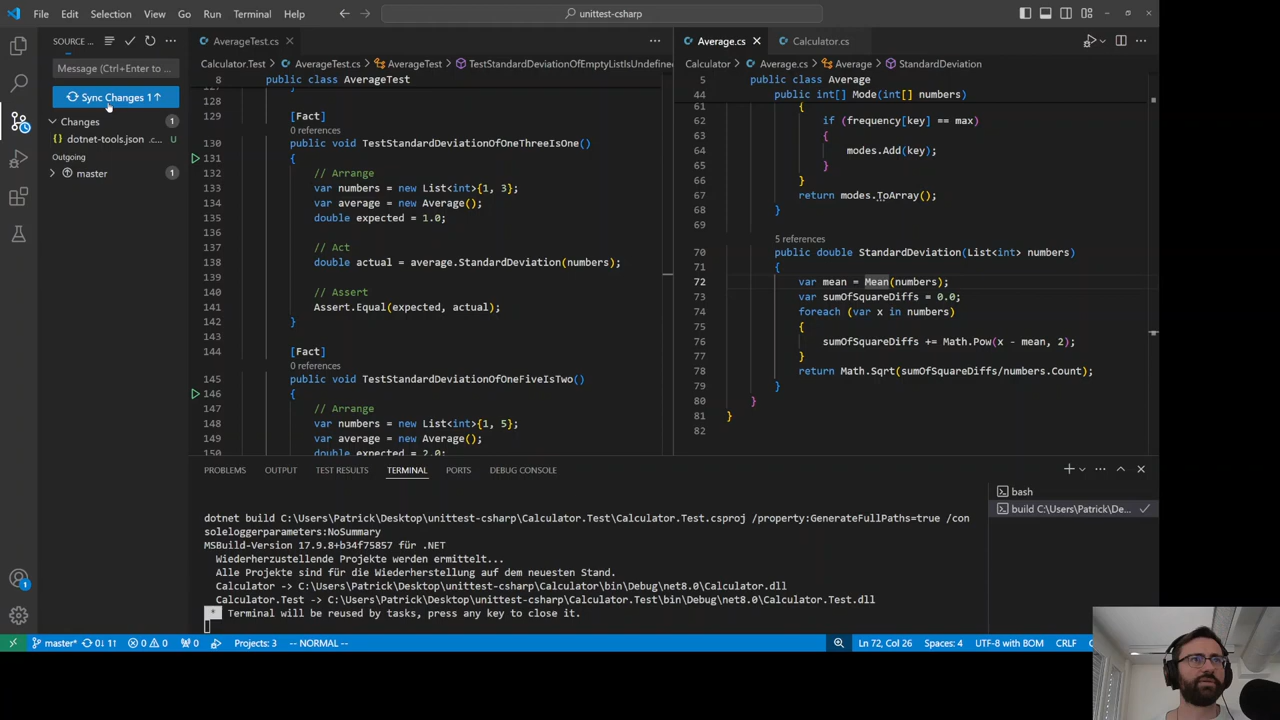 File Edit Selection View Go Run Terminal Help
unittest-csharp
SOURCE ...
Message (Ctrl+Enter to ...
Sync Changes 1↑
Changes 1
dotnet-tools.json .c... U
Outgoing
master 1
AverageTest.cs
Calculator.Test > AverageTest.cs > AverageTest > TestStandardDeviationOfEmptyListIsUndefined
8 public class AverageTest
127 }
128
129 [Fact]
0 references
130 public void TestStandardDeviationOfOneThreeIsOne()
131 {
132 // Arrange
133 var numbers = new List<int>{1, 3};
134 var average = new Average();
135 double expected = 1.0;
136
137 // Act
138 double actual = average.StandardDeviation(numbers);
139
140 // Assert
141 Assert.Equal(expected, actual);
142 }
143
144 [Fact]
0 references
145 public void TestStandardDeviationOfOneFiveIsTwo()
146 {
147 // Arrange
148 var numbers = new List<int>{1, 5};
149 var average = new Average();
150 double expected = 2.0;
Average.cs Calculator.cs
Calculator > Average.cs > Average > StandardDeviation
5 public class Average
44 public int[] Mode(int[] numbers)
61 {
62 if (frequency[key] == max)
63 {
64 modes.Add(key);
65 }
66 }
67 return modes.ToArray();
68 }
69
5 references
70 public double StandardDeviation(List<int> numbers)
71 {
72 var mean = Mean(numbers);
73 var sumOfSquareDiffs = 0.0;
74 foreach (var x in numbers)
75 {
76 sumOfSquareDiffs += Math.Pow(x - mean, 2);
77 }
78 return Math.Sqrt(sumOfSquareDiffs/numbers.Count);
79 }
80 }
81 }
82
PROBLEMS OUTPUT TEST RESULTS TERMINAL PORTS DEBUG CONSOLE
dotnet build C:\Users\Patrick\Desktop\unittest-csharp\Calculator.Test\Calculator.Test.csproj /property:GenerateFullPaths=true /con
soleloggerparameters:NoSummary
MSBuild-Version 17.9.8+b34f75857 für .NET
Wiederherzustellende Projekte werden ermittelt...
Alle Projekte sind für die Wiederherstellung auf dem neuesten Stand.
Calculator -> C:\Users\Patrick\Desktop\unittest-csharp\Calculator\bin\Debug\net8.0\Calculator.dll
Calculator.Test -> C:\Users\Patrick\Desktop\unittest-csharp\Calculator.Test\bin\Debug\net8.0\Calculator.Test.dll
* Terminal will be reused by tasks, press any key to close it.
bash
build C:\Users\Patrick\De...
1
master* 0↓ 1↑ 0 0 0 Projects: 3 -- NORMAL -- Ln 72, Col 26 Spaces: 4 UTF-8 with BOM CRLF